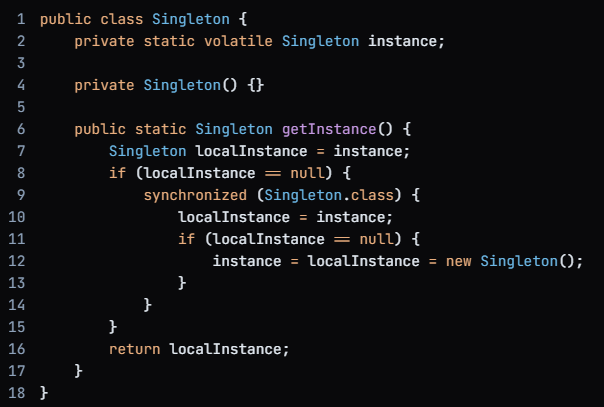 1 public class Singleton {
2     private static volatile Singleton instance;
3
4     private Singleton() {}
5
6     public static Singleton getInstance() {
7         Singleton localInstance = instance;
8         if (localInstance == null) {
9             synchronized (Singleton.class) {
10                 localInstance = instance;
11                 if (localInstance == null) {
12                     instance = localInstance = new Singleton();
13                 }
14             }
15         }
16         return localInstance;
17     }
18 }